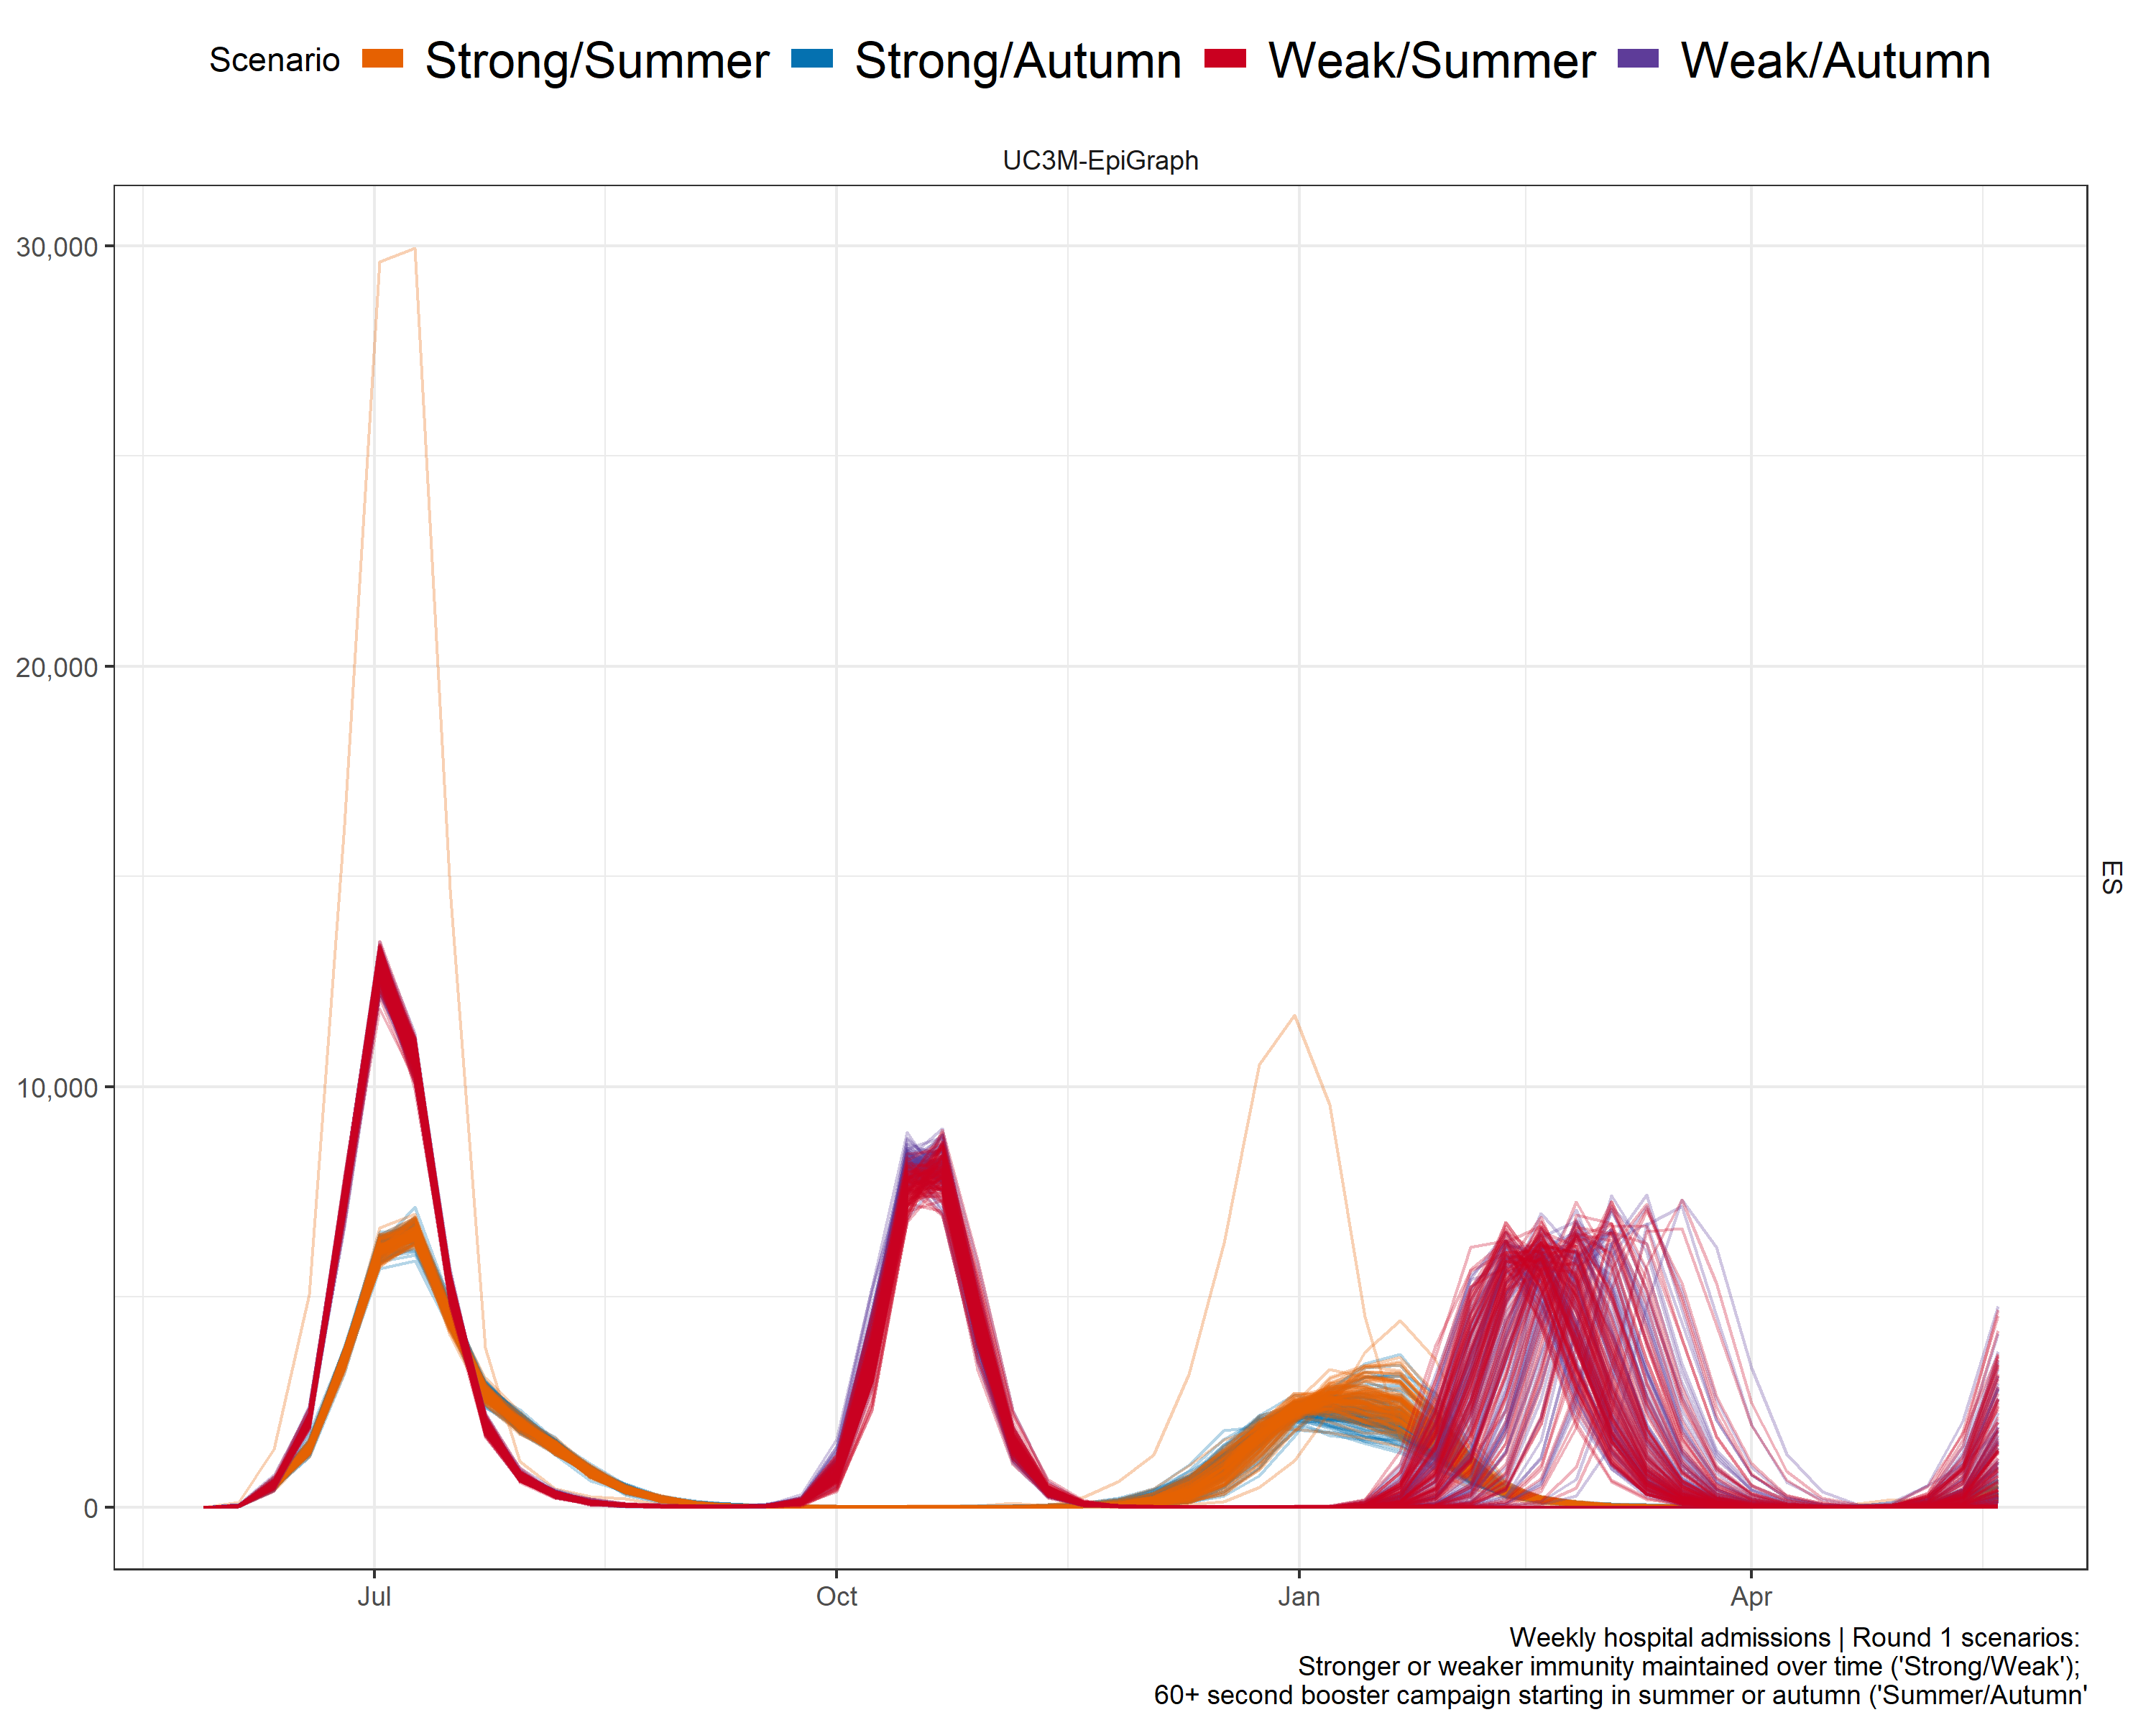 Scenario Strong/Summer Strong/Autumn Weak/Summer Weak/Autumn
UC3M-EpiGraph
30,000
20,000
10,000
0
ES
Jul Oct Jan Apr
Weekly hospital admissions | Round 1 scenarios:
Stronger or weaker immunity maintained over time ('Strong/Weak');
60+ second booster campaign starting in summer or autumn ('Summer/Autumn'